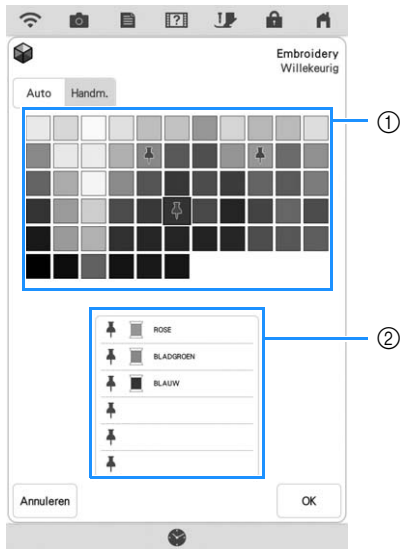 Embroidery
Willekeurig
Auto Handm.
①
ROSE
②
BLADGROEN
BLAUW
Annuleren OK